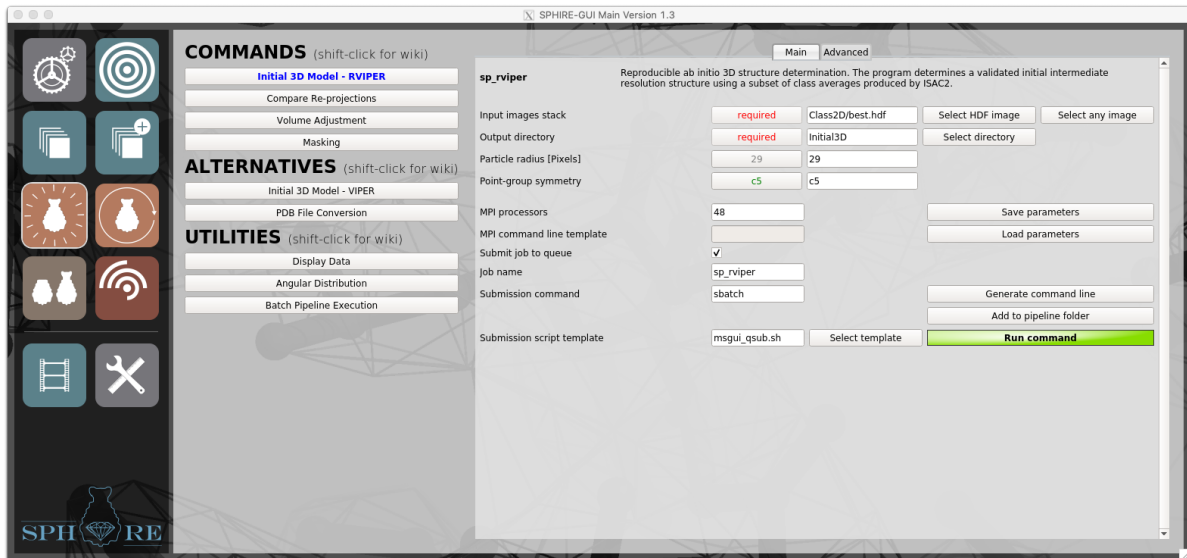 SPHIRE-GUI Main Version 1.3
COMMANDS (shift-click for wiki)
Initial 3D Model - RVIPER
Compare Re-projections
Volume Adjustment
Masking
ALTERNATIVES (shift-click for wiki)
Initial 3D Model - VIPER
PDB File Conversion
UTILITIES (shift-click for wiki)
Display Data
Angular Distribution
Batch Pipeline Execution
SPHIRE
Main Advanced
sp_rviper
Reproducible ab initio 3D structure determination. The program determines a validated initial intermediate
resolution structure using a subset of class averages produced by ISAC2.
Input images stack required Class2D/best.hdf Select HDF image Select any image
Output directory required Initial3D Select directory
Particle radius [Pixels] 29 29
Point-group symmetry c5 c5
MPI processors 48 Save parameters
MPI command line template Load parameters
Submit job to queue
Job name sp_rviper
Submission command sbatch Generate command line
Add to pipeline folder
Submission script template msgui_qsub.sh Select template Run command